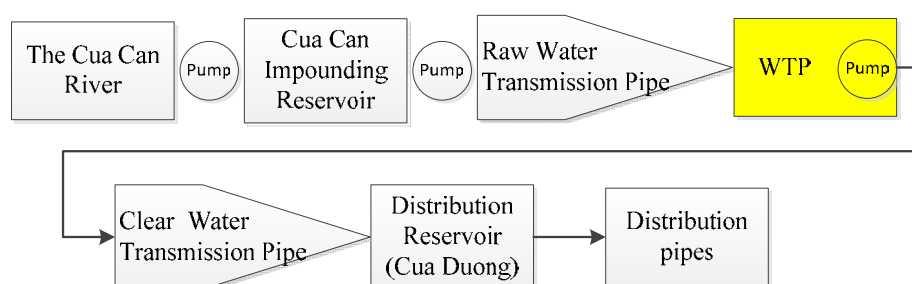 The Cua Can
River
Pump
Cua Can
Impounding
Reservoir
Pump
Raw Water
Transmission Pipe
WTP
Pump
Clear Water
Transmission Pipe
Distribution
Reservoir
(Cua Duong)
Distribution
pipes